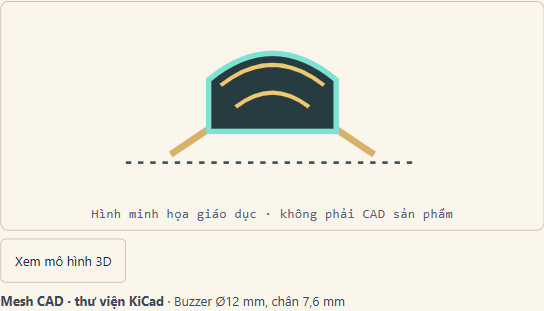 Hình minh họa giáo dục · không phải CAD sản phẩm
Xem mô hình 3D
Mesh CAD · thư viện KiCad · Buzzer Ø12 mm, chân 7,6 mm